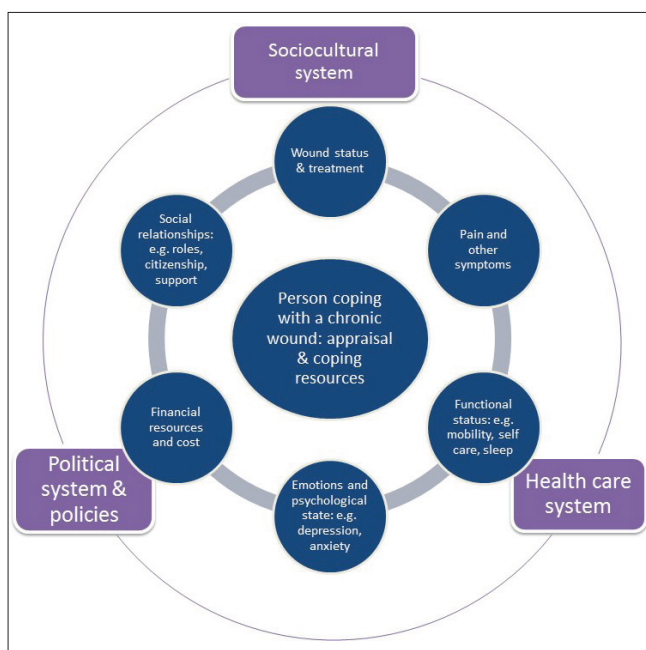 Sociocultural
system
Wound status
& treatment
Social
relationships:
e.g. roles,
citizenship,
support
Pain and
other
symptoms
Person coping
with a chronic
wound: appraisal
& coping
resources
Financial
resources
and cost
Functional
status: e.g.
mobility, self
care, sleep
Political
system &
policies
Emotions and
psychological
state: e.g.
depression,
anxiety
Health care
system